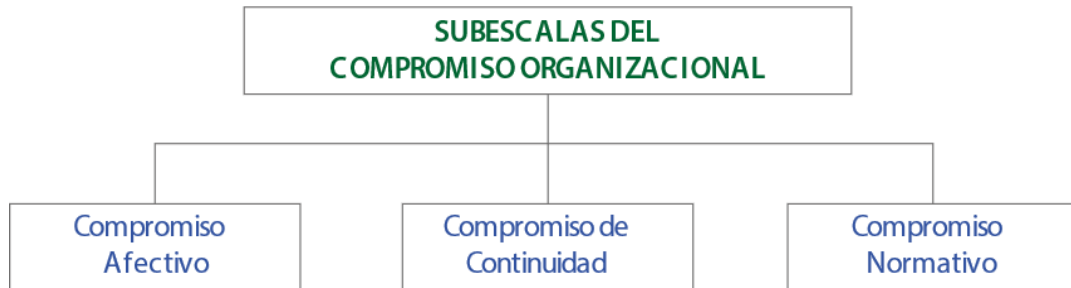 SUBESCALAS DEL
COMPROMISO ORGANIZACIONAL
Compromiso
Afectivo
Compromiso de
Continuidad
Compromiso
Normativo